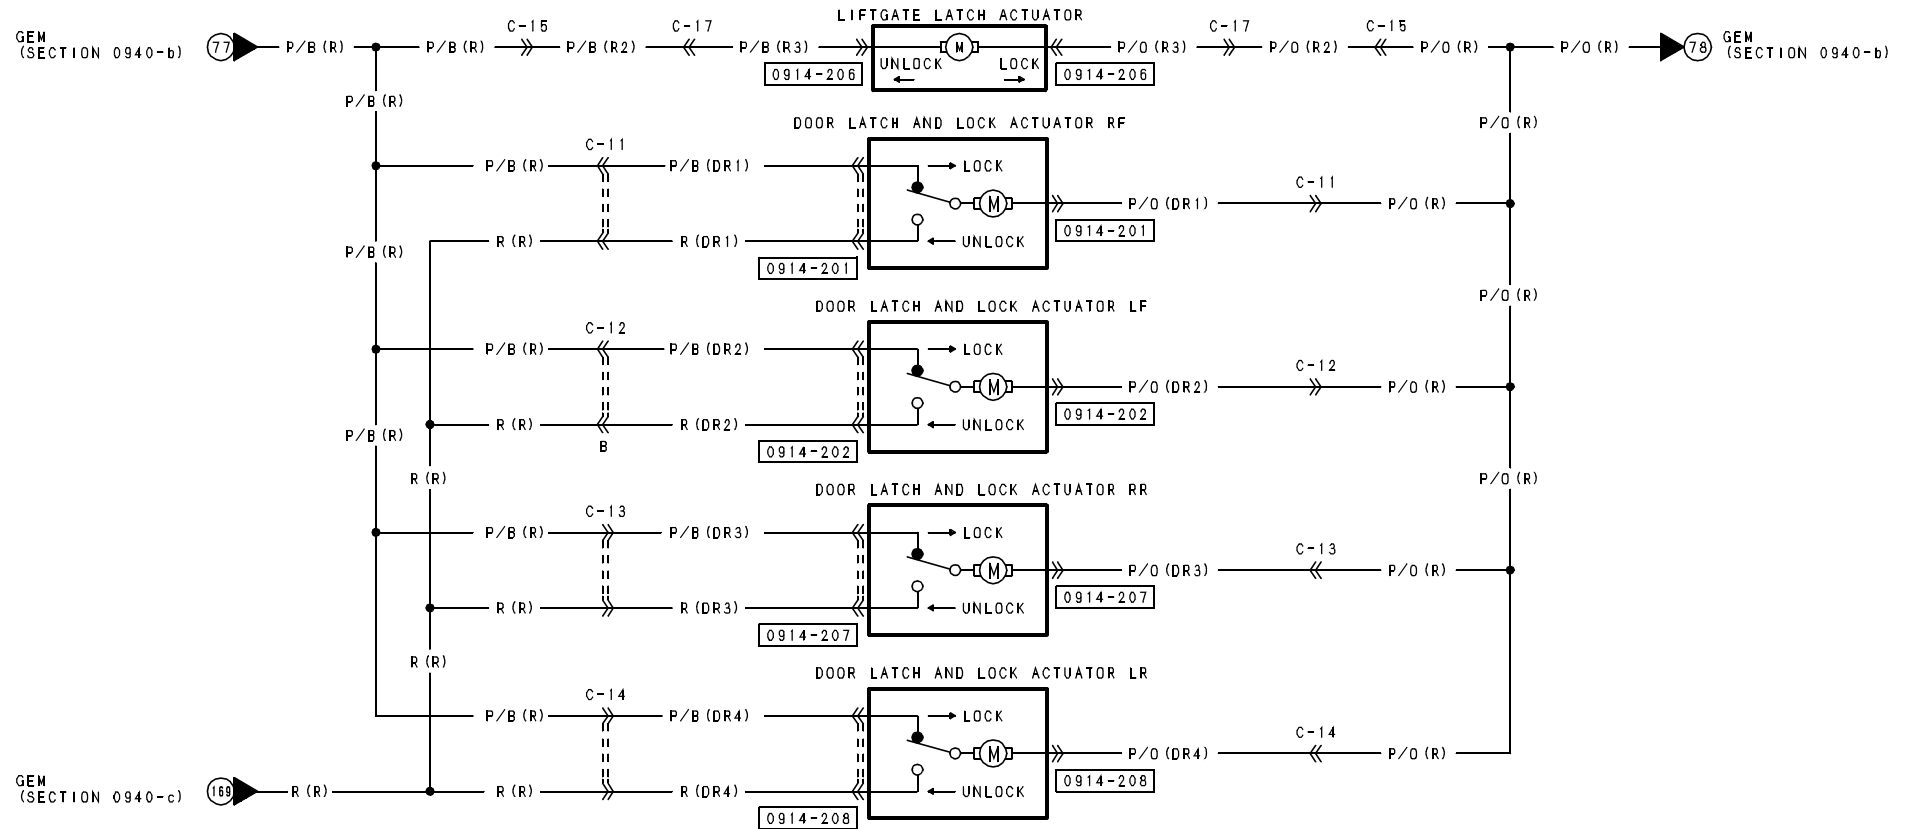 LIFTGATE LATCH ACTUATOR
C-15 C-17 C-17 C-15
GEM
(SECTION 0940-b)
77 P/B (R) P/B (R) P/B (R2) P/B (R3) M P/O (R3) P/O (R2) P/O (R) P/O (R) 78
GEM
(SECTION 0940-b)
UNLOCK LOCK
0914-206 0914-206
P/B (R)
DOOR LATCH AND LOCK ACTUATOR RF
P/O (R)
C-11
P/B (R) P/B (DR1) LOCK
C-11
M P/O (DR1) P/O (R)
0914-201
P/B (R) R (R) R (DR1) UNLOCK
0914-201
P/O (R)
DOOR LATCH AND LOCK ACTUATOR LF
C-12
P/B (R) P/B (DR2) LOCK
C-12
M P/O (DR2) P/O (R)
0914-202
R (R) R (DR2) UNLOCK
P/B (R)
B
0914-202
R (R)
P/O (R)
DOOR LATCH AND LOCK ACTUATOR RR
C-13
P/B (R) P/B (DR3) LOCK
C-13
M P/O (DR3) P/O (R)
0914-207
R (R) R (DR3) UNLOCK
0914-207
R (R)
DOOR LATCH AND LOCK ACTUATOR LR
C-14
P/B (R) P/B (DR4) LOCK
C-14
M P/O (DR4) P/O (R)
0914-208
GEM
(SECTION 0940-c)
169 R (R) R (R) R (DR4) UNLOCK
0914-208